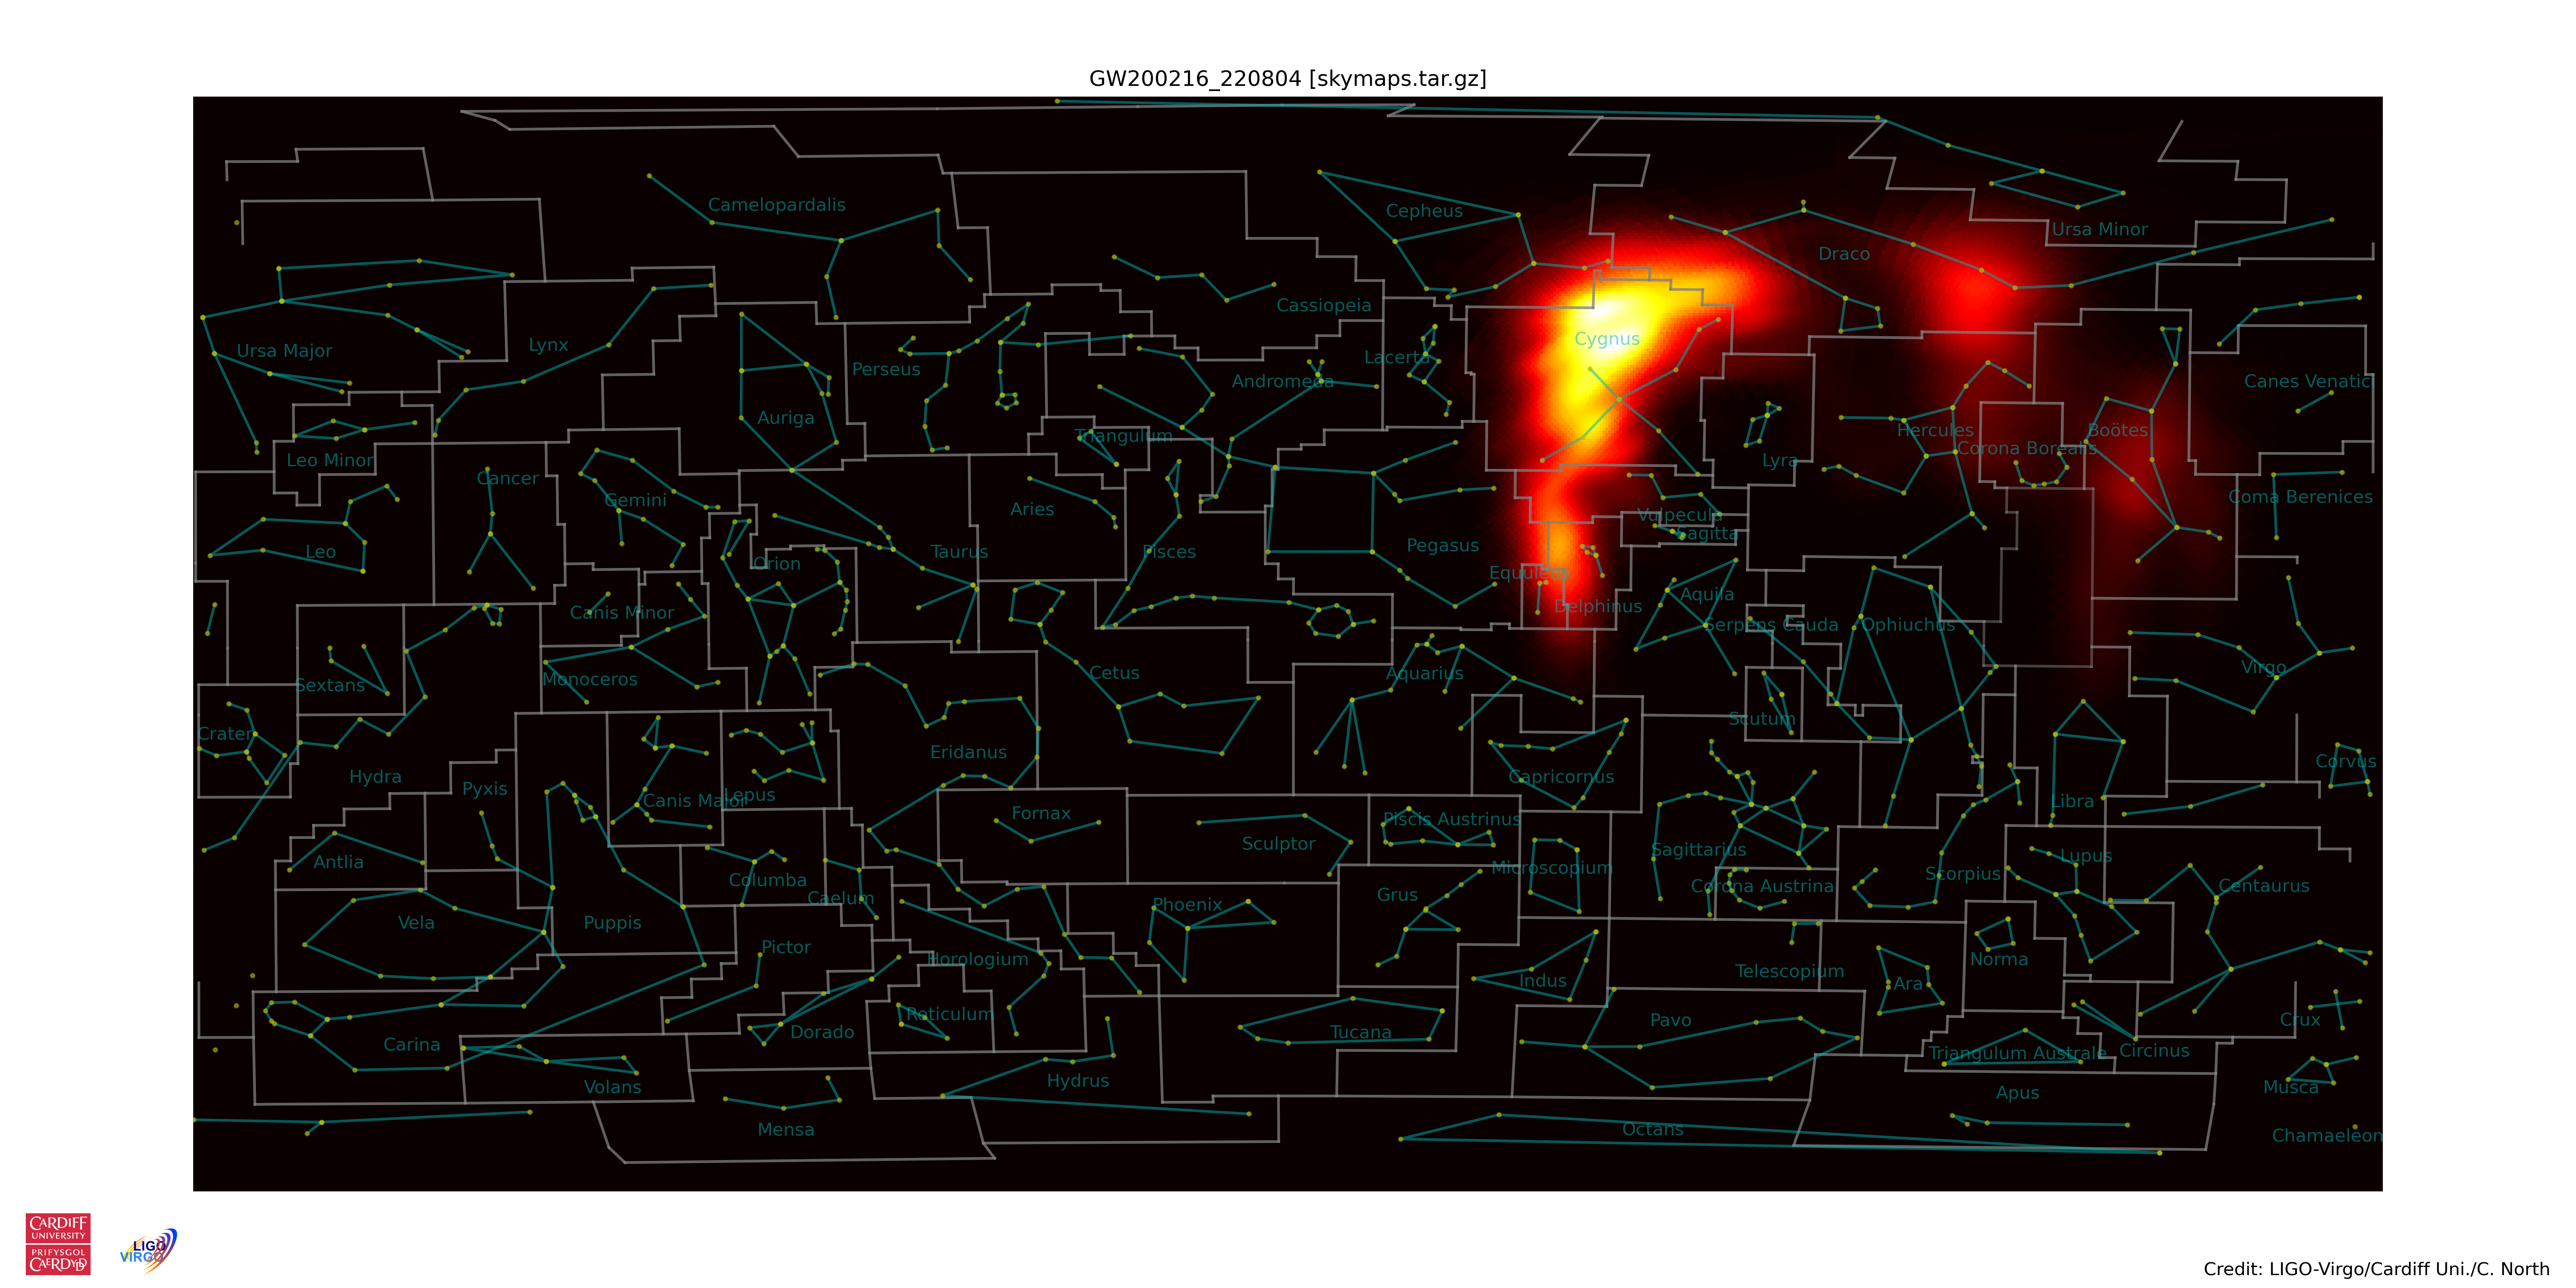 GW200216_220804 [skymaps.tar.gz]
Camelopardalis
Cepheus
Ursa Minor
Draco
Cassiopeia
Ursa Major
Lynx
Cygnus
Lacerta
Perseus
Andromeda
Canes Venatici
Auriga
Triangulum
Hercules
Boötes
Corona Borealis
Leo Minor
Lyra
Cancer
Gemini
Coma Berenices
Aries
Vulpecula
Sagitta
Leo
Taurus
Pisces
Pegasus
Orion
Equuleus
Canis Minor
Delphinus
Aquila
Serpens Cauda
Ophiuchus
Sextans
Monoceros
Cetus
Aquarius
Virgo
Crater
Scutum
Eridanus
Hydra
Capricornus
Corvus
Pyxis
Canis Major
Lepus
Libra
Fornax
Piscis Austrinus
Sculptor
Antlia
Sagittarius
Lupus
Columba
Caelum
Microscopium
Corona Austrina
Scorpius
Centaurus
Grus
Phoenix
Vela
Puppis
Pictor
Horologium
Norma
Telescopium
Indus
Ara
Reticulum
Dorado
Tucana
Pavo
Crux
Carina
Triangulum Australe
Circinus
Volans
Hydrus
Apus
Musca
Mensa
Octans
Chamaeleon
CARDIFF
UNIVERSITY
PRIFYSGOL
CAERDYDD
LIGO
VIRGO
Credit: LIGO-Virgo/Cardiff Uni./C. North